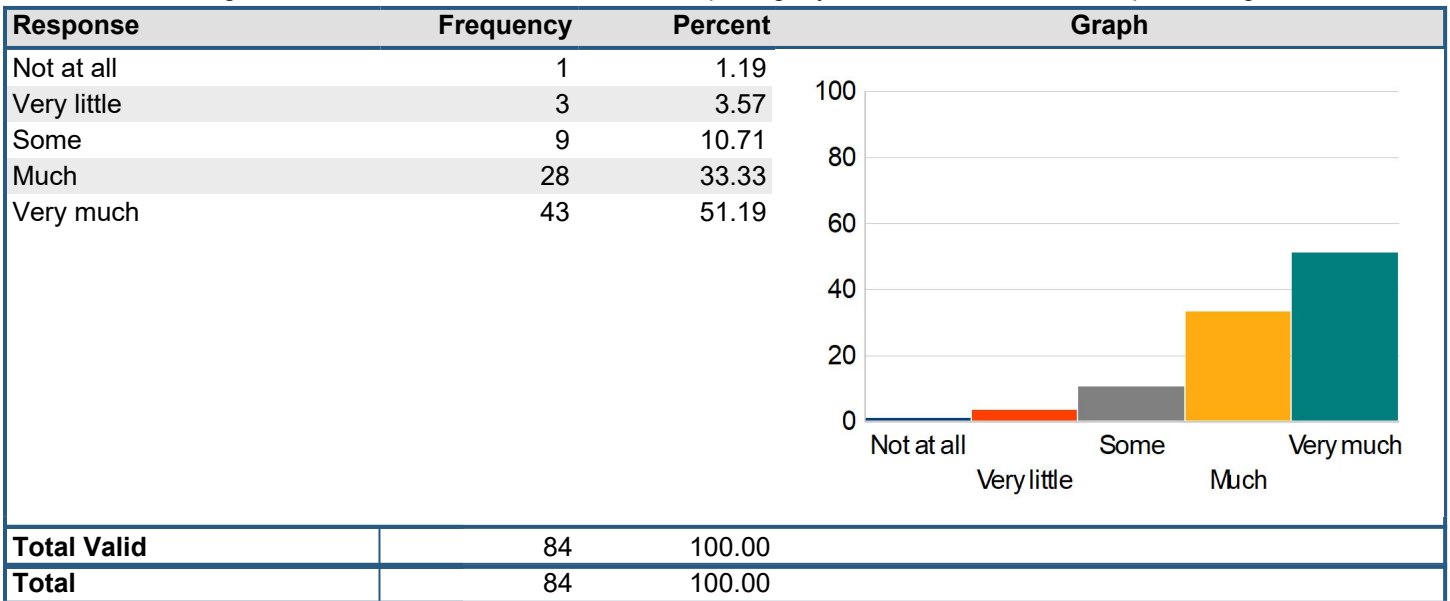 Response Frequency Percent Graph
Not at all 1 1.19
Very little 3 3.57
Some 9 10.71
Much 28 33.33
Very much 43 51.19
100
80
60
40
20
0
Not at all Some Very much
Very little Much
Total Valid 84 100.00
Total 84 100.00